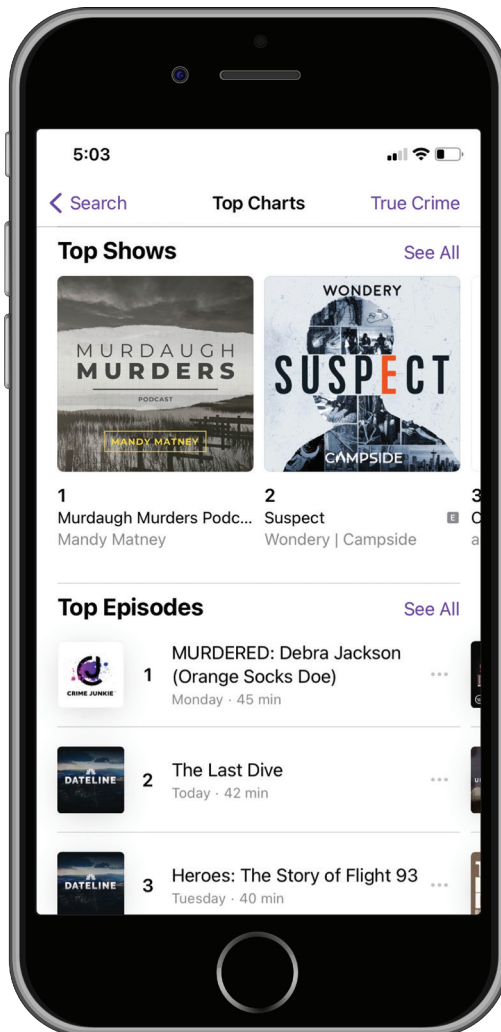 5:03
Search
Top Charts
True Crime
Top Shows
See All
MURDAUGH
MURDERS
PODCAST
MANDY MATNEY
WONDERY
SUSPECT
CAMPSIDE
1
Murdaugh Murders Podc...
Mandy Matney
2
Suspect
E
Wondery | Campside
3
C
a
Top Episodes
See All
CRIME JUNKIE
1
MURDERED: Debra Jackson
(Orange Socks Doe)
Monday · 45 min
DATELINE
2
The Last Dive
Today · 42 min
DATELINE
3
Heroes: The Story of Flight 93
Tuesday · 40 min